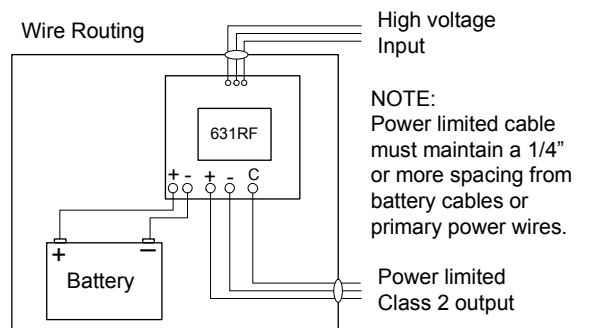 Wire Routing
High voltage
Input
631RF
+ - + - C
NOTE:
Power limited cable
must maintain a 1/4”
or more spacing from
battery cables or
primary power wires.
+ −
Battery
Power limited
Class 2 output